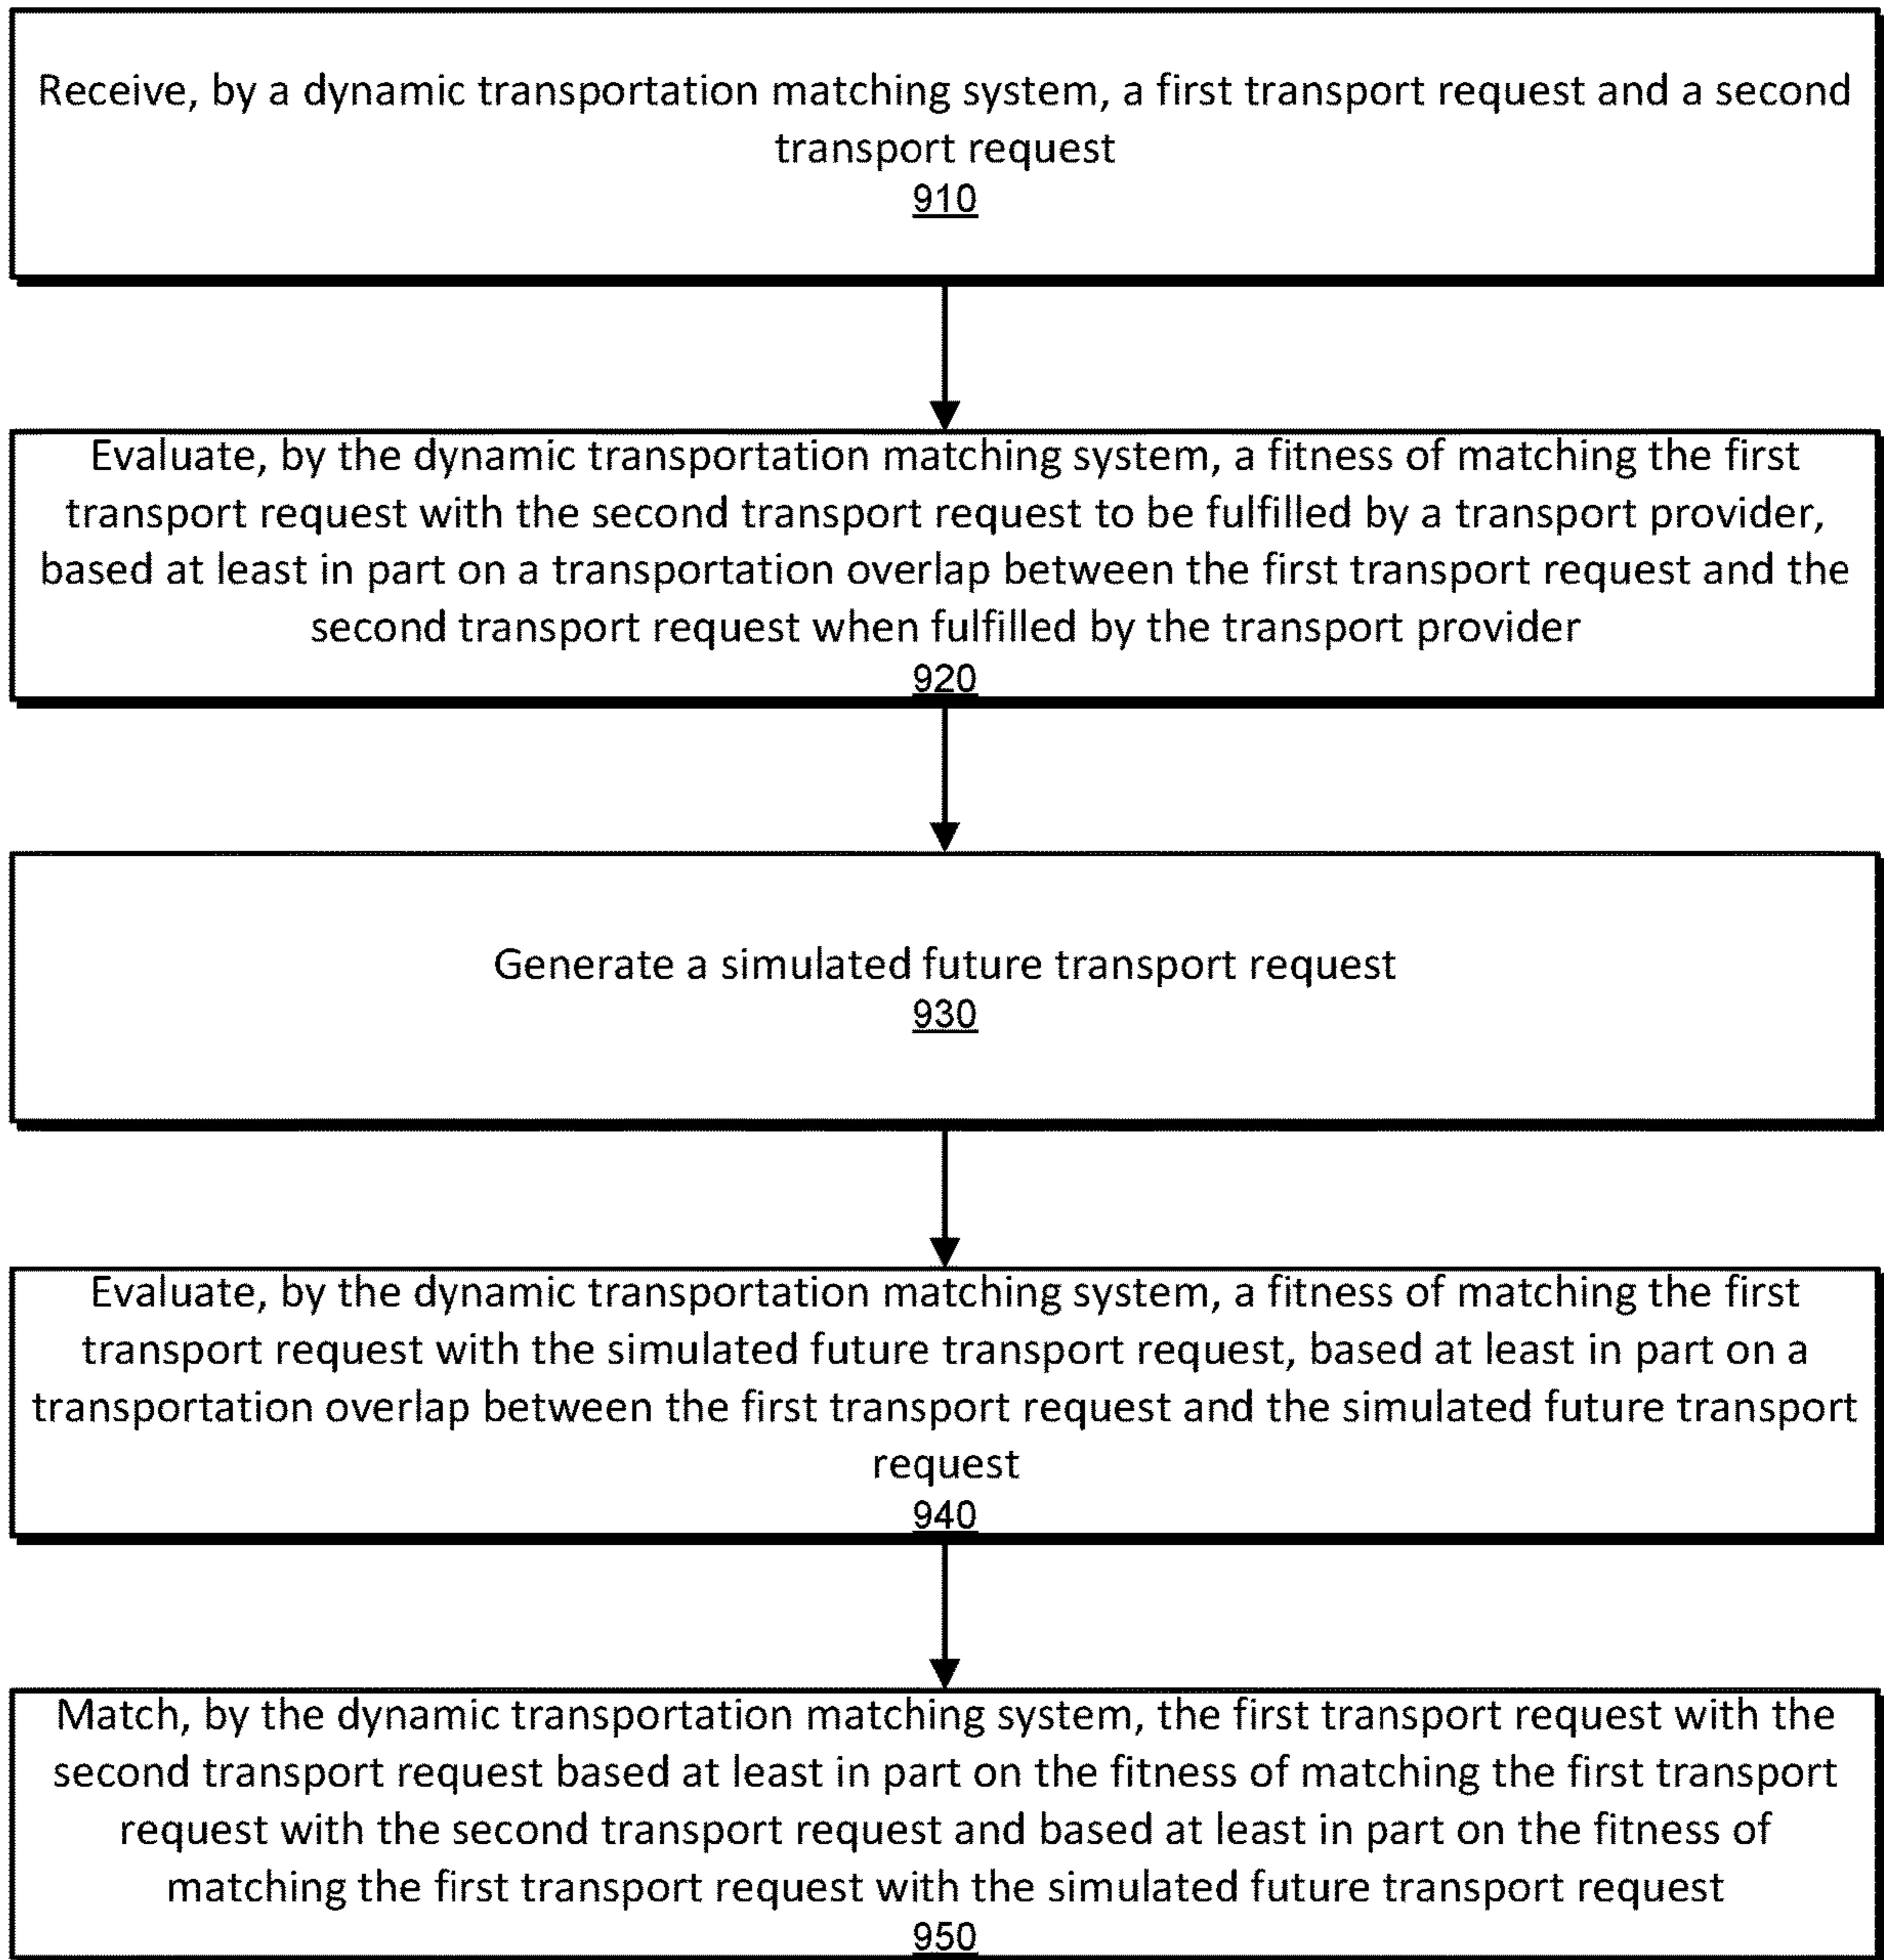 Receive, by a dynamic transportation matching system, a first transport request and a second
transport request
910
Evaluate, by the dynamic transportation matching system, a fitness of matching the first
transport request with the second transport request to be fulfilled by a transport provider,
based at least in part on a transportation overlap between the first transport request and the
second transport request when fulfilled by the transport provider
920
Generate a simulated future transport request
930
Evaluate, by the dynamic transportation matching system, a fitness of matching the first
transport request with the simulated future transport request, based at least in part on a
transportation overlap between the first transport request and the simulated future transport
request
940
Match, by the dynamic transportation matching system, the first transport request with the
second transport request based at least in part on the fitness of matching the first transport
request with the second transport request and based at least in part on the fitness of
matching the first transport request with the simulated future transport request
950